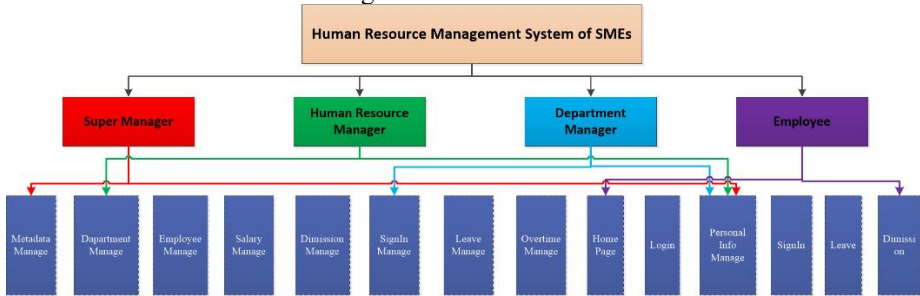 Human Resource Management System of SMEs
Super Manager
Human Resource
Manager
Department
Manager
Employee
Metadata
Manage
Dapartment
Manage
Employee
Manage
Salary
Manage
Dimission
Manage
SignIn
Manage
Leave
Manage
Overtime
Manage
Home
Page
Login
Personal
Info
Manage
SignIn
Leave
Dimissi
on